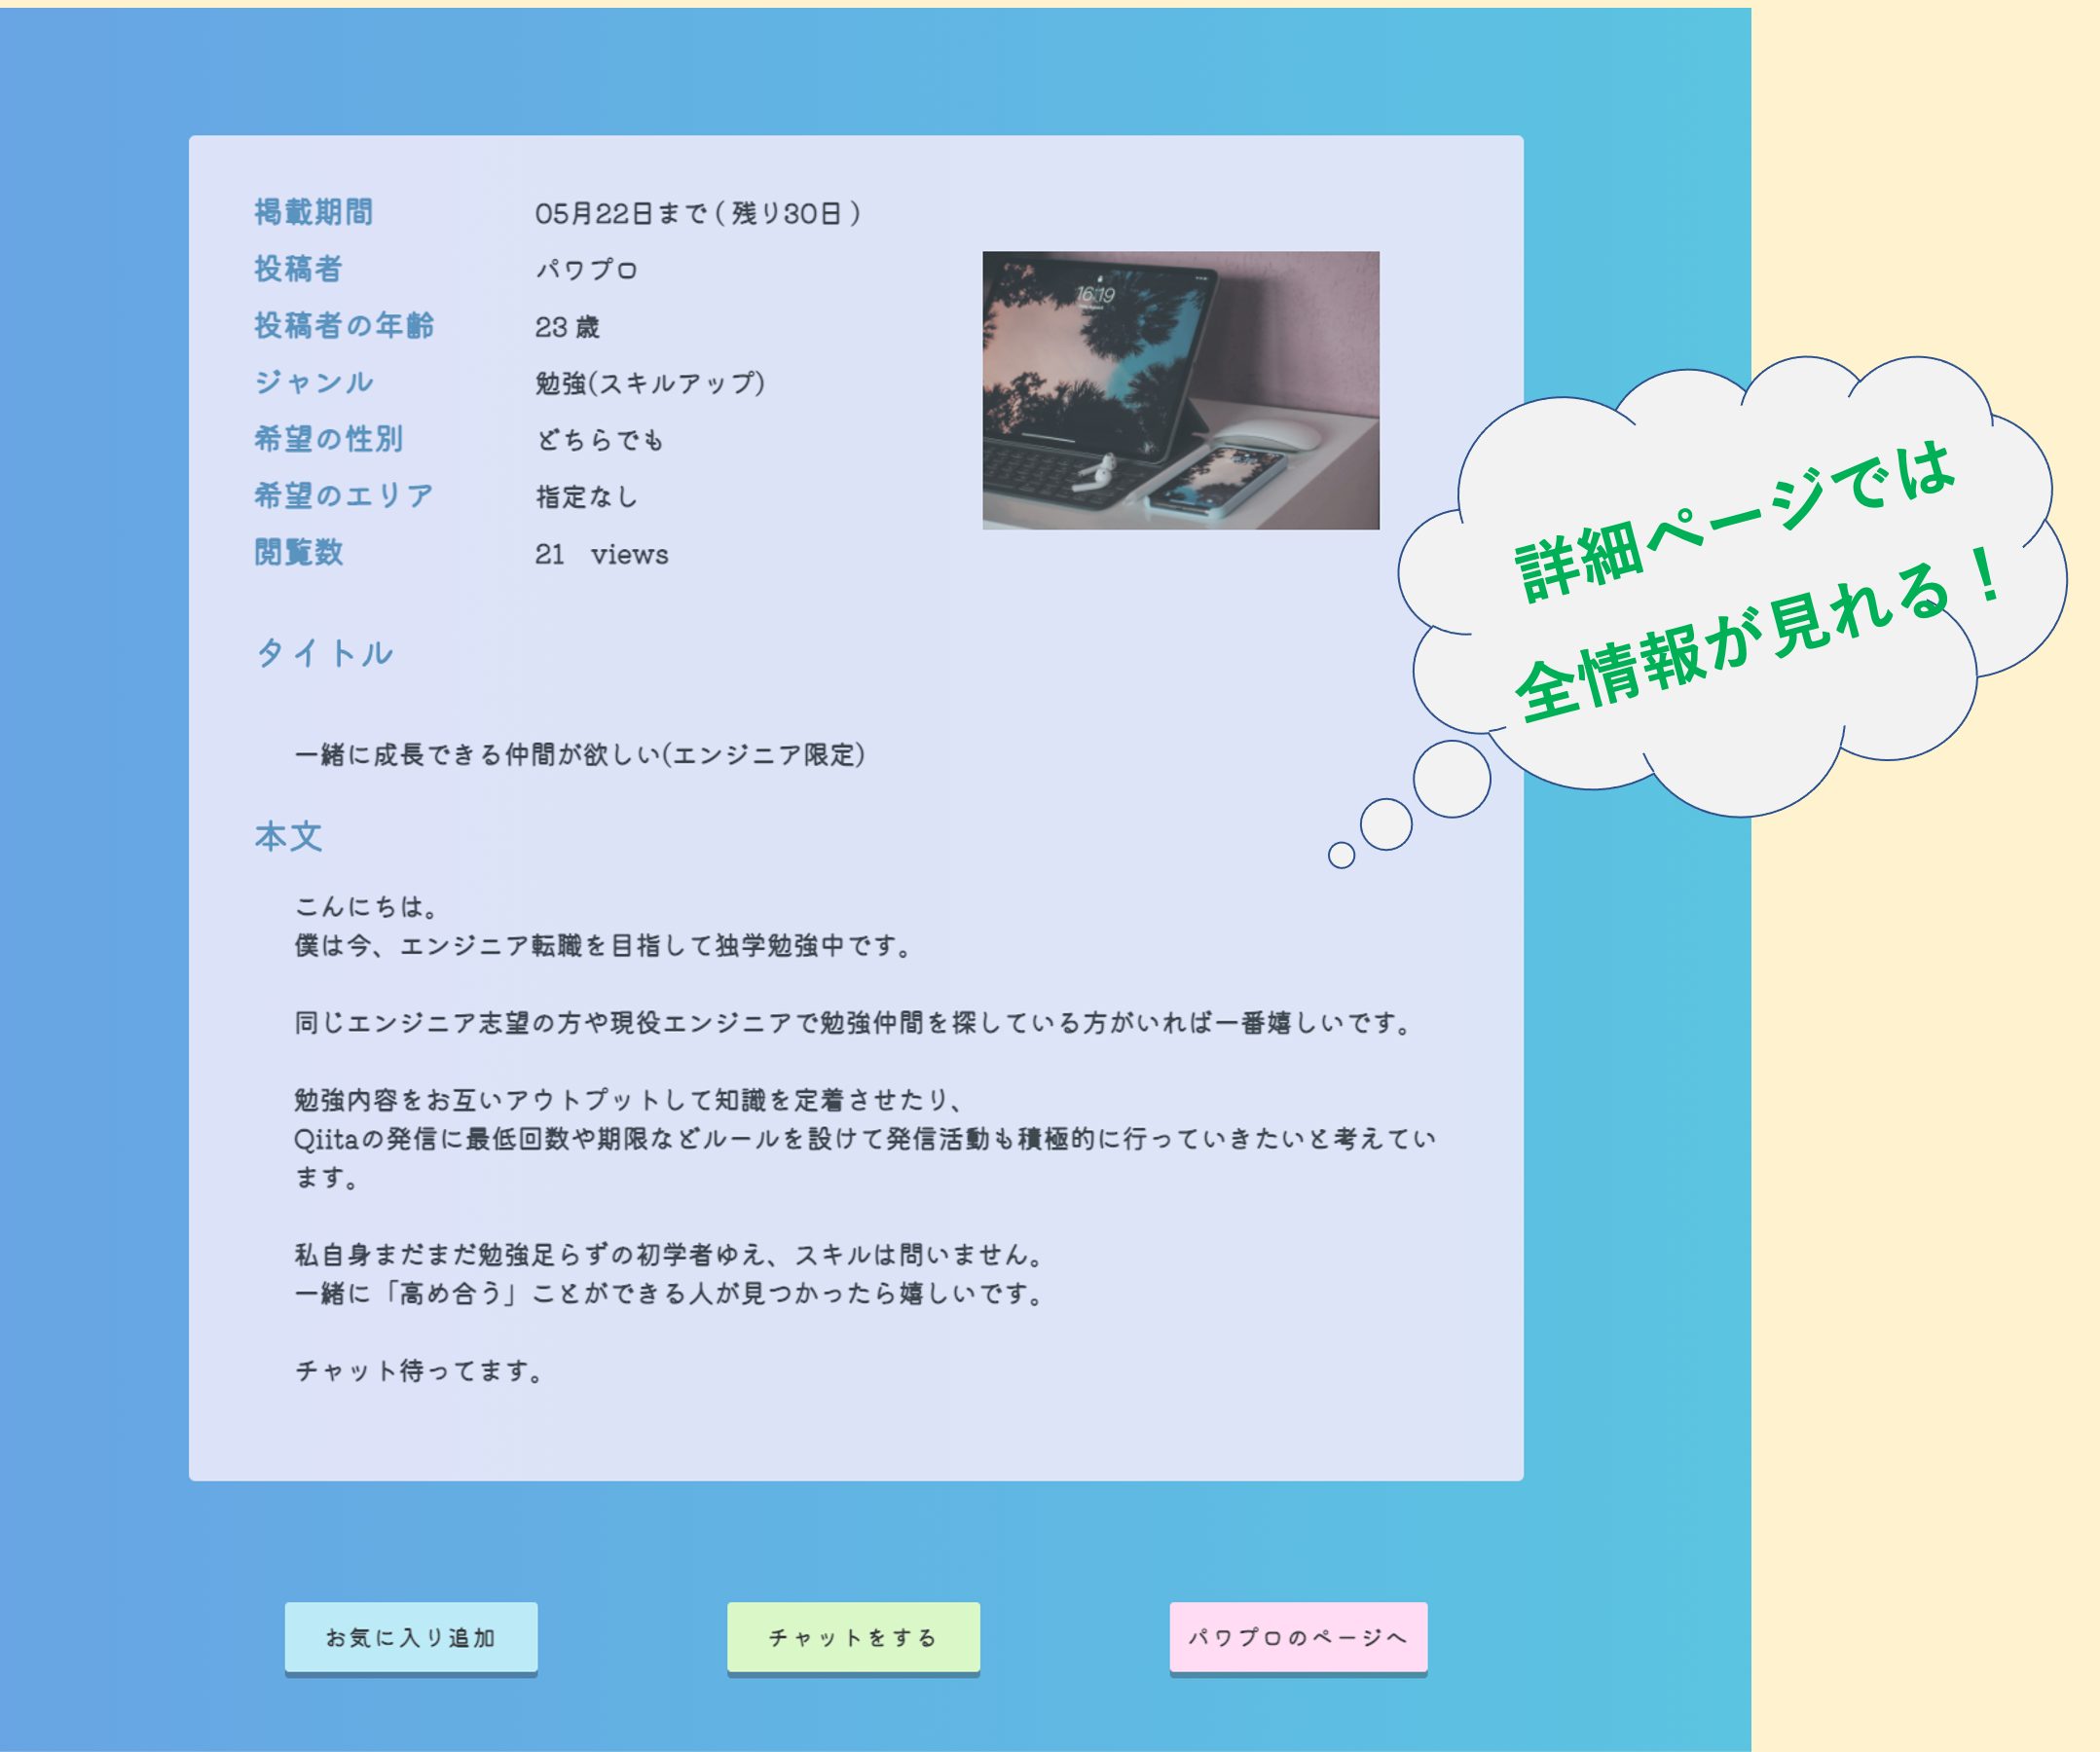 掲載期間 05月22日まで ( 残り30日 )
投稿者 パワプロ
投稿者の年齢 23 歳
ジャンル 勉強(スキルアップ)
希望の性別 どちらでも
希望のエリア 指定なし
閲覧数 21 views
16:19
タイトル
一緒に成長できる仲間が欲しい(エンジニア限定)
本文
こんにちは。
僕は今、エンジニア転職を目指して独学勉強中です。
同じエンジニア志望の方や現役エンジニアで勉強仲間を探している方がいれば一番嬉しいです。
勉強内容をお互いアウトプットして知識を定着させたり、
Qiitaの発信に最低回数や期限などルールを設けて発信活動も積極的に行っていきたいと考えてい
ます。
私自身まだまだ勉強足らずの初学者ゆえ、スキルは問いません。
一緒に「高め合う」ことができる人が見つかったら嬉しいです。
チャット待ってます。
詳細ページでは
全情報が見れる！
お気に入り追加
チャットをする
パワプロのページへ